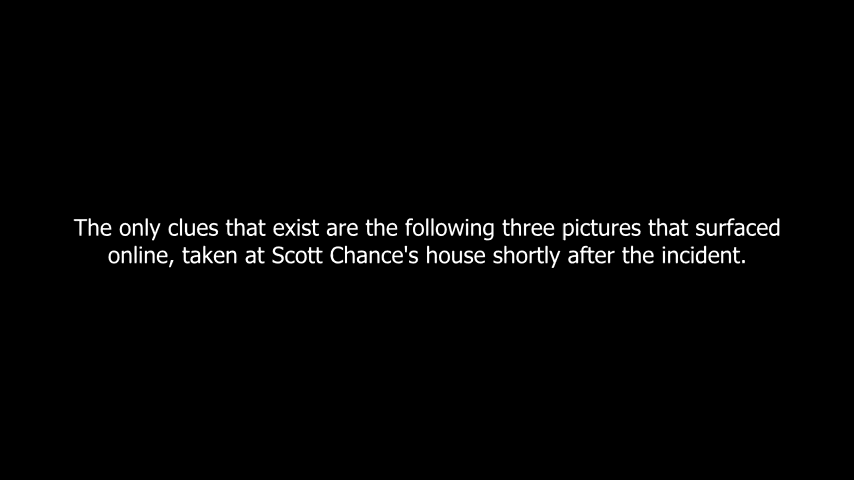 The only clues that exist are the following three pictures that surfaced
online, taken at Scott Chance's house shortly after the incident.